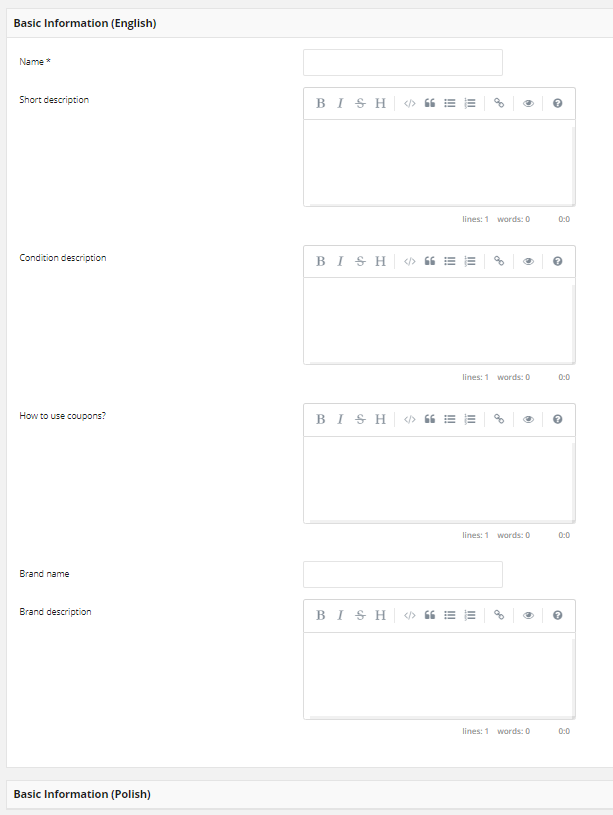 Basic Information (English)
Name *
Short description
B I S H
lines: 1 words: 0 0:0
Condition description
B I S H
lines: 1 words: 0 0:0
How to use coupons?
B I S H
lines: 1 words: 0 0:0
Brand name
Brand description
B I S H
lines: 1 words: 0 0:0
Basic Information (Polish)